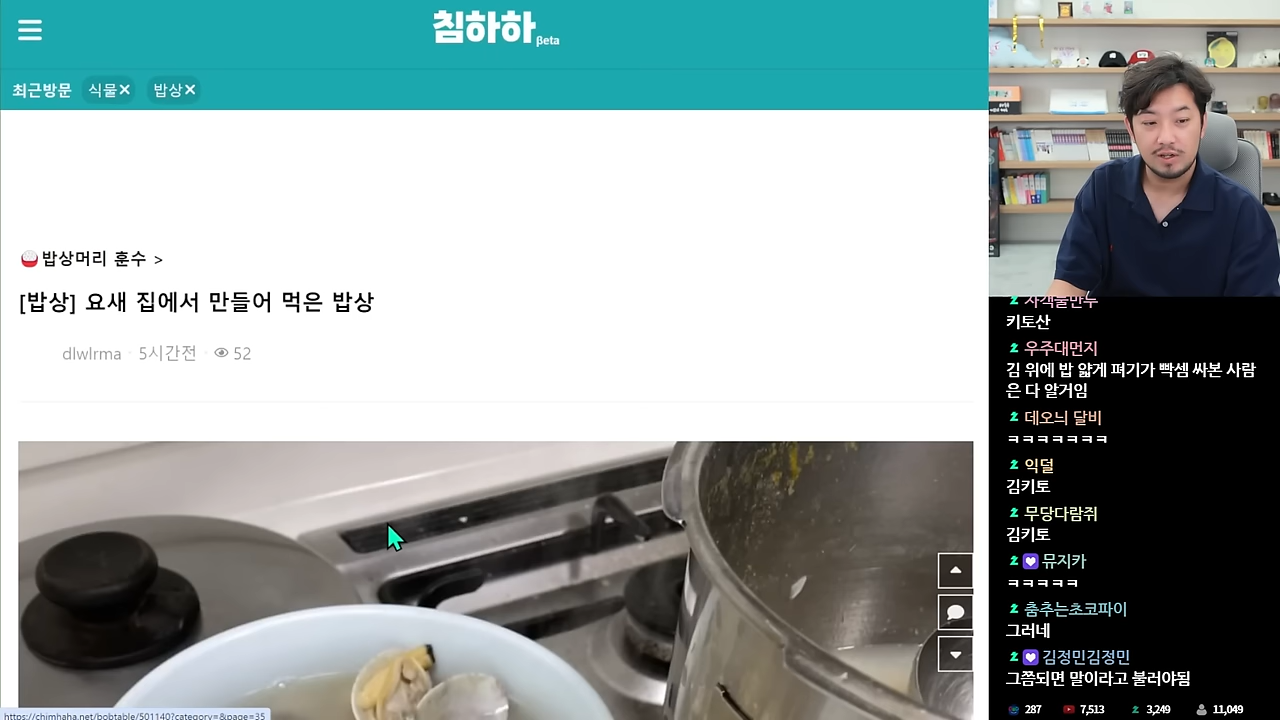 침하하 βeta
최근방문 식물× 밥상×
밥상머리 훈수 >
[밥상] 요새 집에서 만들어 먹은 밥상
dlwlrma · 5시간전 · 52
https://chimhaha.net/bobtable/501140?category=&page=35
키토산
우주대먼지
김 위에 밥 얇게 펴기가 빡셈 싸본 사람
은 다 알거임
데오늬 달비
ㅋㅋㅋㅋㅋㅋㅋ
익덜
김키토
무당다람쥐
김키토
뮤지카
ㅋㅋㅋㅋㅋ
춤추는초코파이
그러네
김정민김정민
그쯤되면 말이라고 불러야됨
287 7,513 3,249 11,049